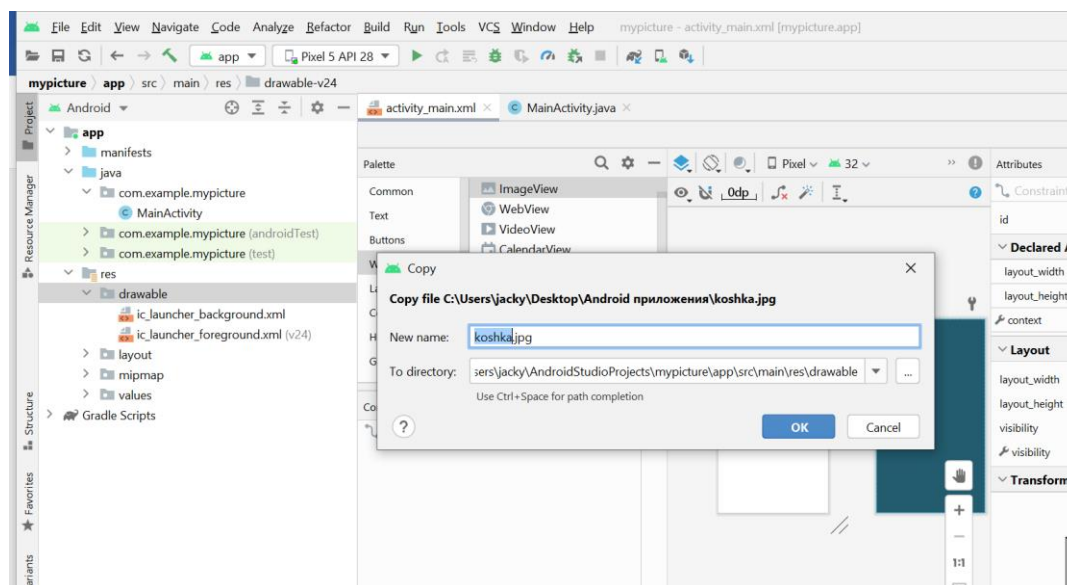 File Edit View Navigate Code Analyze Refactor Build Run Tools VCS Window Help mypicture - activity_main.xml [mypicture.app]
app Pixel 5 API 28
mypicture app src main res drawable-v24
Project
Resource Manager
Structure
Favorites
Android
app
manifests
java
com.example.mypicture
MainActivity
com.example.mypicture (androidTest)
com.example.mypicture (test)
res
drawable
ic_launcher_background.xml
ic_launcher_foreground.xml (v24)
layout
mipmap
values
Gradle Scripts
activity_main.xml MainActivity.java
Palette
Common
Text
Buttons
ImageView
WebView
VideoView
CalendarView
Pixel 32
0dp
Copy
Copy file C:\Users\jacky\Desktop\Android приложения\koshka.jpg
New name: koshka.jpg
To directory: sers\jacky\AndroidStudioProjects\mypicture\app\src\main\res\drawable ...
Use Ctrl+Space for path completion
? OK Cancel
1:1
Attributes
Constraint
id
Declared A
layout_width
layout_height
context
Layout
layout_width
layout_height
visibility
visibility
Transform